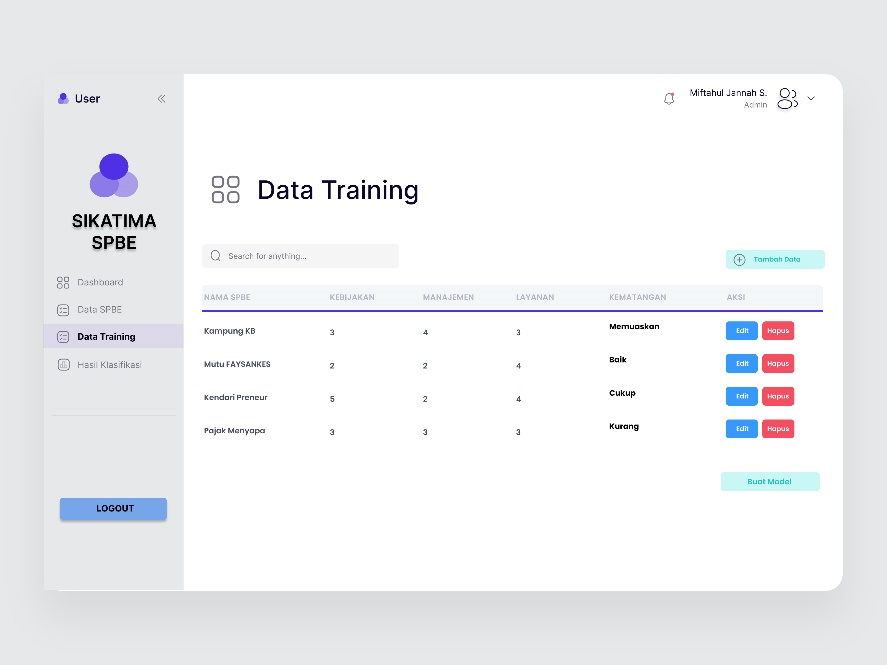 User
Miftahul Jannah S.
Admin
SIKATIMA
SPBE
Dashboard
Data SPBE
Data Training
Hasil Klasifikasi
LOGOUT
Data Training
Search for anything...
Tambah Data
NAMA SPBE KEBIJAKAN MANAJEMEN LAYANAN KEMATANGAN AKSI
Kampung KB 3 4 3 Memuaskan Edit Hapus
Mutu FAYSANKES 2 2 4 Baik Edit Hapus
Kendari Preneur 5 2 4 Cukup Edit Hapus
Pajak Menyapa 3 3 3 Kurang Edit Hapus
Buat Model